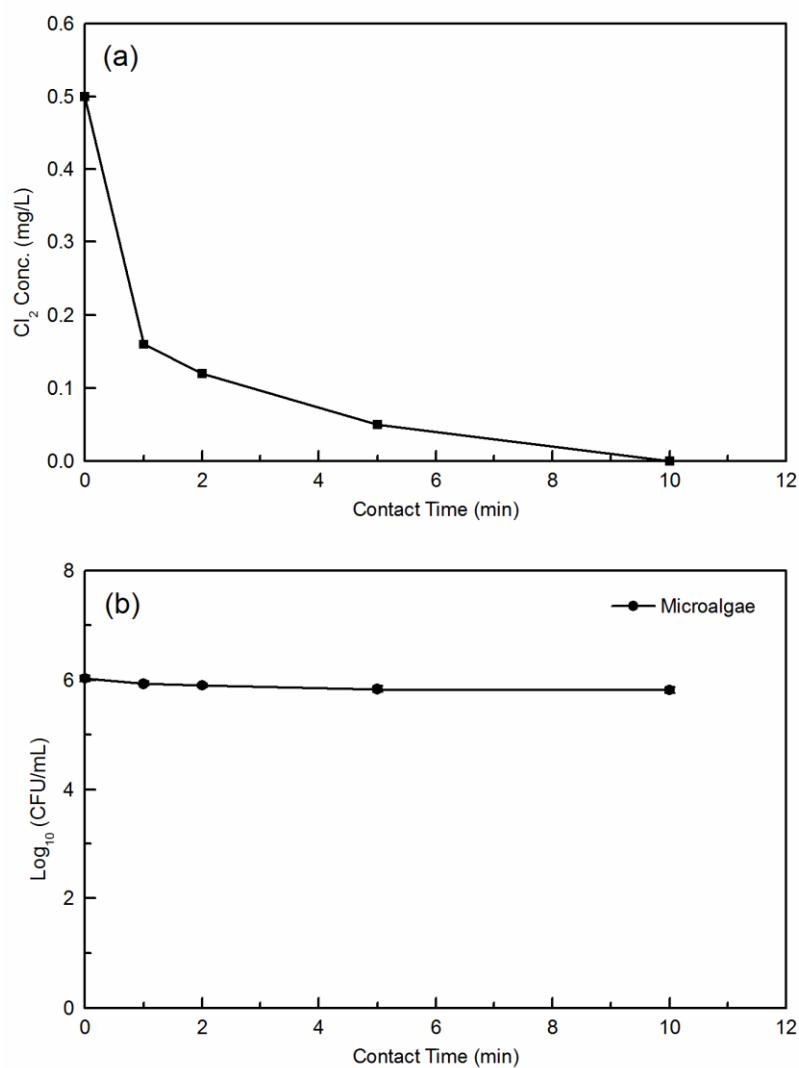 (a)
0.6
0.5
0.4
0.3
0.2
0.1
0.0
Cl₂ Conc. (mg/L)
0 2 4 6 8 10 12
Contact Time (min)
(b)
Microalgae
8
6
4
2
0
Log₁₀ (CFU/mL)
0 2 4 6 8 10 12
Contact Time (min)